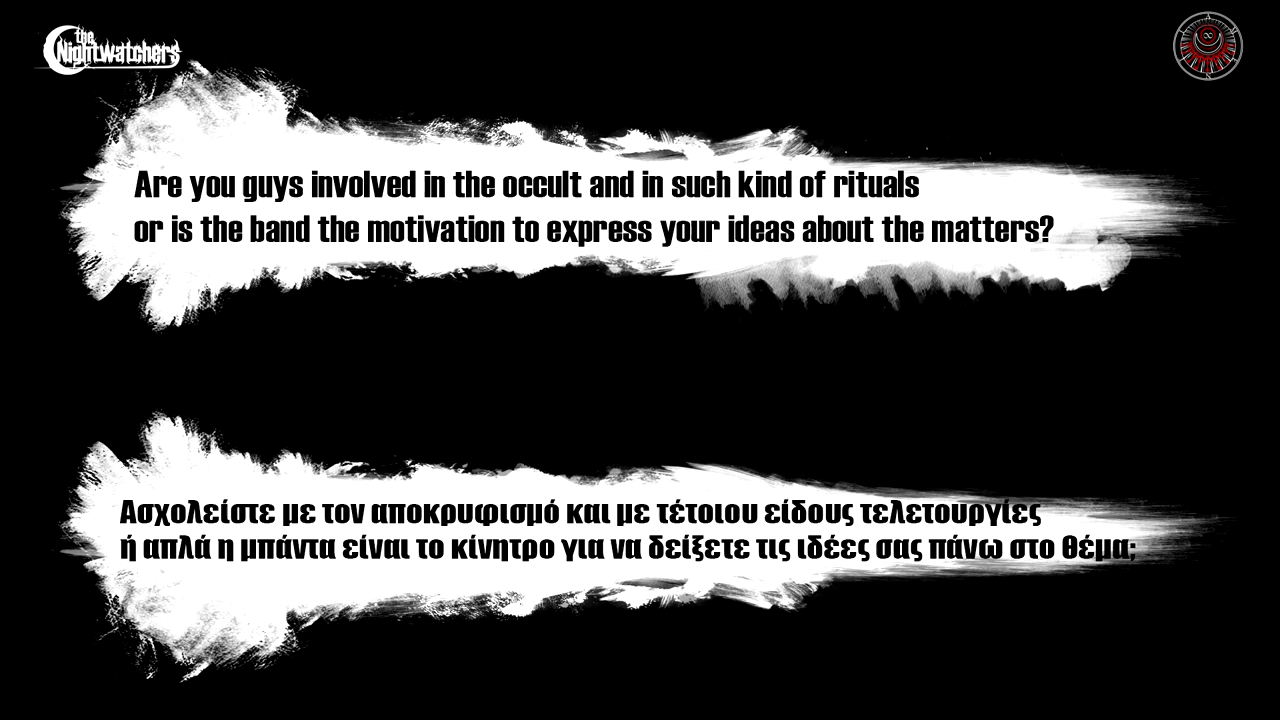 the
Nightwatchers
Are you guys involved in the occult and in such kind of rituals
or is the band the motivation to express your ideas about the matters?
Ασχολείστε με τον αποκρυφισμό και με τέτοιου είδους τελετουργίες
ή απλά η μπάντα είναι το κίνητρο για να δείξετε τις ιδέες σας πάνω στο θέμα;